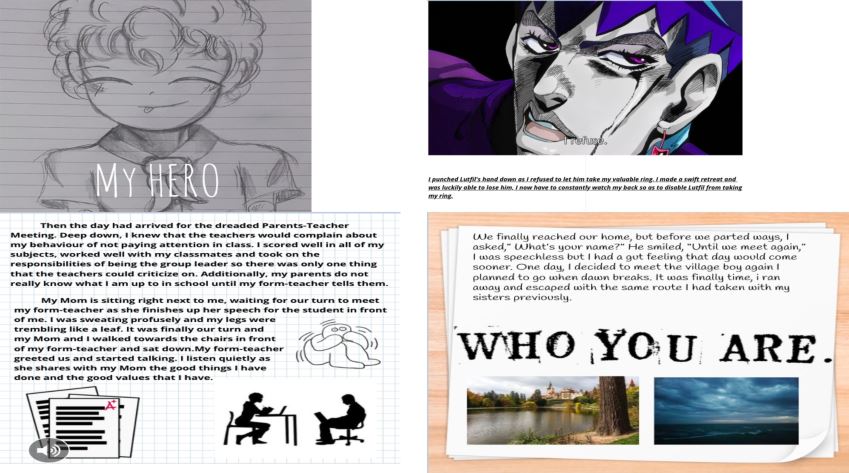 MY HERO
I refuse.
I punched Lutfil's hand down as I refused to let him take my valuable ring. I made a swift retreat and
was luckily able to lose him. I now have to constantly watch my back so as to disable Lutfil from taking
my ring.
Then the day had arrived for the dreaded Parents-Teacher
Meeting. Deep down, I knew that the teachers would complain about
my behaviour of not paying attention in class. I scored well in all of my
subjects, worked well with my classmates and took on the
responsibilities of being the group leader so there was only one thing
that the teachers could criticize on. Additionally, my parents do not
really know what I am up to in school until my form-teacher tells them.
My Mom is sitting right next to me, waiting for our turn to meet
my form-teacher as she finishes up her speech for the student in front
of me. I was sweating profusely and my legs were
trembling like a leaf. It was finally our turn and
my Mom and I walked towards the chairs in front
of my form-teacher and sat down.My form-teacher
greeted us and started talking. I listen quietly as
she shares with my Mom the good things I have
done and the good values that I have.
A+
We finally reached our home, but before we parted ways, I
asked," What's your name?" He smiled, "Until we meet again,"
I was speechless but I had a gut feeling that day would come
sooner. One day, I decided to meet the village boy again I
planned to go when dawn breaks. It was finally time, i ran
away and escaped with the same route I had taken with my
sisters previously.
WHO YOU ARE.